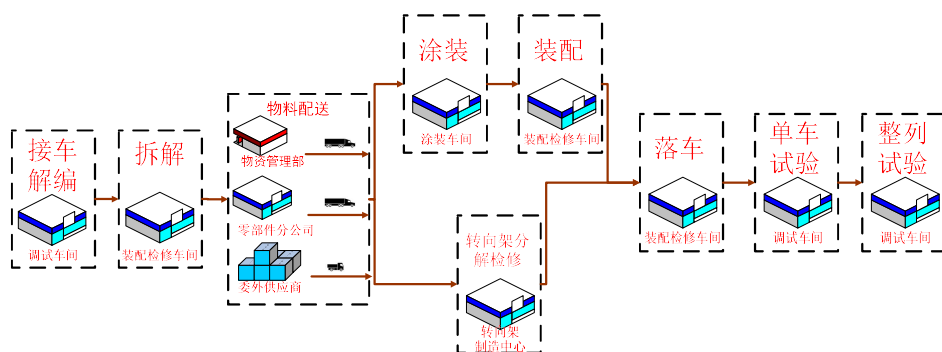 接车
解编
调试车间
拆解
装配检修车间
物料配送
物资管理部
零部件分公司
委外供应商
涂装
涂装车间
装配
装配检修车间
转向架分
解检修
转向架
制造中心
落车
装配检修车间
单车
试验
调试车间
整列
试验
调试车间